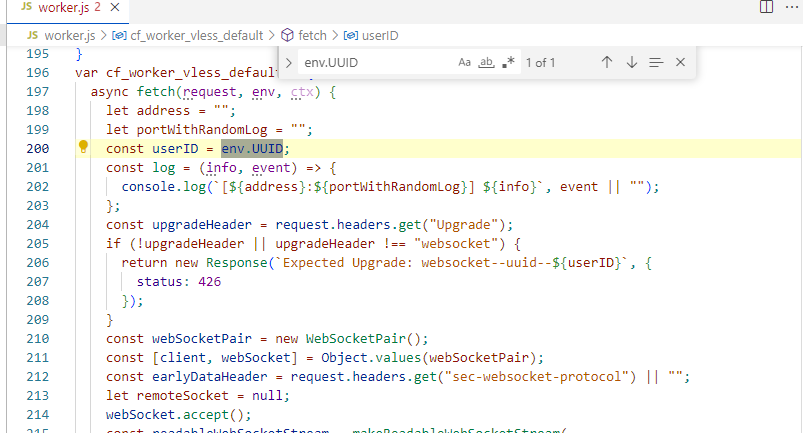 JS worker.js 2 ×
JS worker.js > cf_worker_vless_default > fetch > userID
env.UUID Aa ab .* 1 of 1
195 }
196 var cf_worker_vless_default
197 async fetch(request, env, ctx) {
198 let address = "";
199 let portWithRandomLog = "";
200 const userID = env.UUID;
201 const log = (info, event) => {
202 console.log(`[${address}:${portWithRandomLog}] ${info}`, event || "");
203 };
204 const upgradeHeader = request.headers.get("Upgrade");
205 if (!upgradeHeader || upgradeHeader !== "websocket") {
206 return new Response(`Expected Upgrade: websocket--uuid--${userID}`, {
207 status: 426
208 });
209 }
210 const webSocketPair = new WebSocketPair();
211 const [client, webSocket] = Object.values(webSocketPair);
212 const earlyDataHeader = request.headers.get("sec-websocket-protocol") || "";
213 let remoteSocket = null;
214 webSocket.accept();
215 const readableWebSocketStream = makeReadableWebSocketStream(